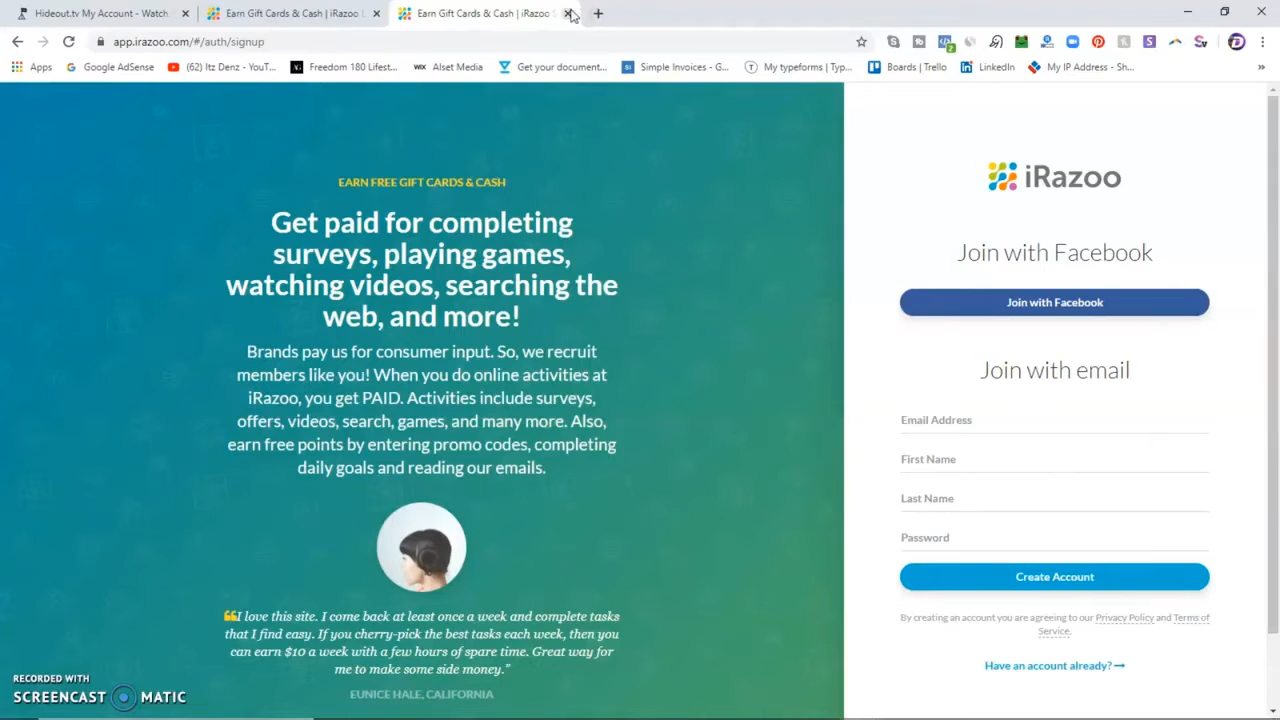 Hideout.tv My Account - Watch
Earn Gift Cards & Cash | iRazoo
Earn Gift Cards & Cash | iRazoo
app.irazoo.com/#/auth/signup
Apps
Google AdSense
(62) Itz Denz - YouT...
Freedom 180 Lifest...
WIX Alset Media
Get your document...
Simple Invoices - G...
My typeforms | Typ...
Boards | Trello
LinkedIn
My IP Address - Sh...
EARN FREE GIFT CARDS & CASH
Get paid for completing
surveys, playing games,
watching videos, searching the
web, and more!
Brands pay us for consumer input. So, we recruit
members like you! When you do online activities at
iRazoo, you get PAID. Activities include surveys,
offers, videos, search, games, and many more. Also,
earn free points by entering promo codes, completing
daily goals and reading our emails.
I love this site. I come back at least once a week and complete tasks
that I find easy. If you cherry-pick the best tasks each week, then you
can earn $10 a week with a few hours of spare time. Great way for
me to make some side money."
EUNICE HALE, CALIFORNIA
iRazoo
Join with Facebook
Join with Facebook
Join with email
Email Address
First Name
Last Name
Password
Create Account
By creating an account you are agreeing to our Privacy Policy and Terms of
Service.
Have an account already?
RECORDED WITH
SCREENCAST MATIC